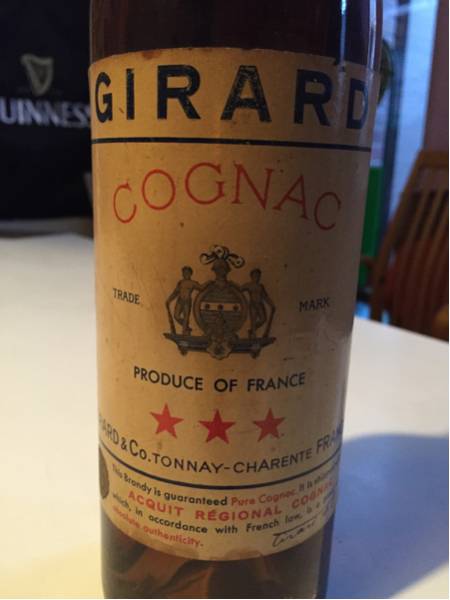 UINNESS
GIRARD
COGNAC
TRADE MARK
PRODUCE OF FRANCE
★ ★ ★
RARD & Co. TONNAY-CHARENTE FRAN
This Brandy is guaranteed Pure Cognac. It is
ACQUIT RÉGIONAL COGNAC
which, in accordance with French law, is a
absolute authenticity.